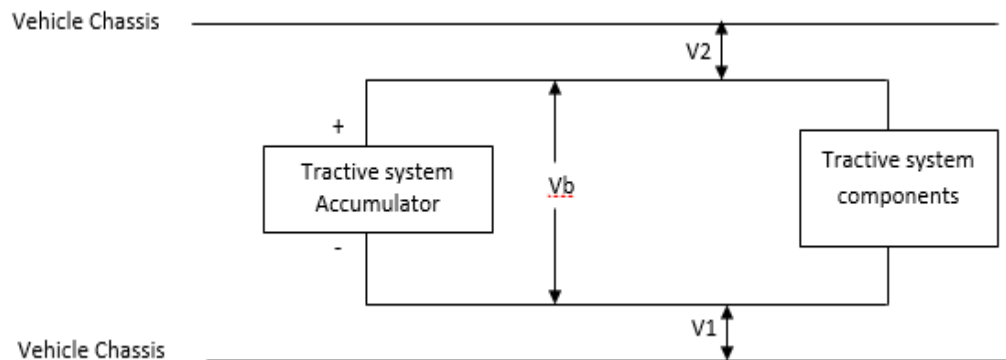 Vehicle Chassis
V2
+
Tractive system
Accumulator
-
Vb
Tractive system
components
V1
Vehicle Chassis